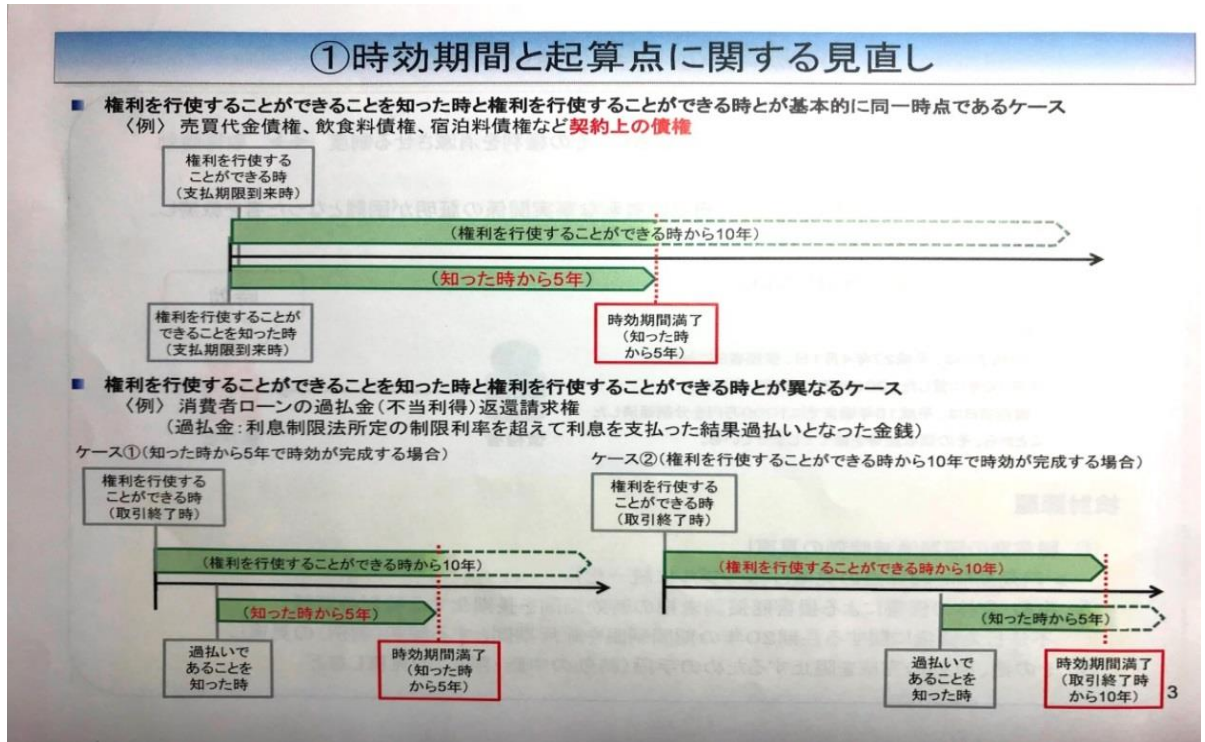 ①時効期間と起算点に関する見直し
■ 権利を行使することができることを知った時と権利を行使することができる時とが基本的に同一時点であるケース
〈例〉 売買代金債権、飲食料債権、宿泊料債権など契約上の債権
権利を行使する
ことができる時
(支払期限到来時)
(権利を行使することができる時から10年)
(知った時から5年)
権利を行使することが
できることを知った時
(支払期限到来時)
時効期間満了
(知った時
から5年)
■ 権利を行使することができることを知った時と権利を行使することができる時とが異なるケース
〈例〉 消費者ローンの過払金(不当利得)返還請求権
(過払金:利息制限法所定の制限利率を超えて利息を支払った結果過払いとなった金銭)
ケース①(知った時から5年で時効が完成する場合)
権利を行使する
ことができる時
(取引終了時)
(権利を行使することができる時から10年)
(知った時から5年)
過払いで
あることを
知った時
時効期間満了
(知った時
から5年)
ケース②(権利を行使することができる時から10年で時効が完成する場合)
権利を行使する
ことができる時
(取引終了時)
(権利を行使することができる時から10年)
(知った時から5年)
過払いで
あることを
知った時
時効期間満了
(取引終了時
から10年)
3